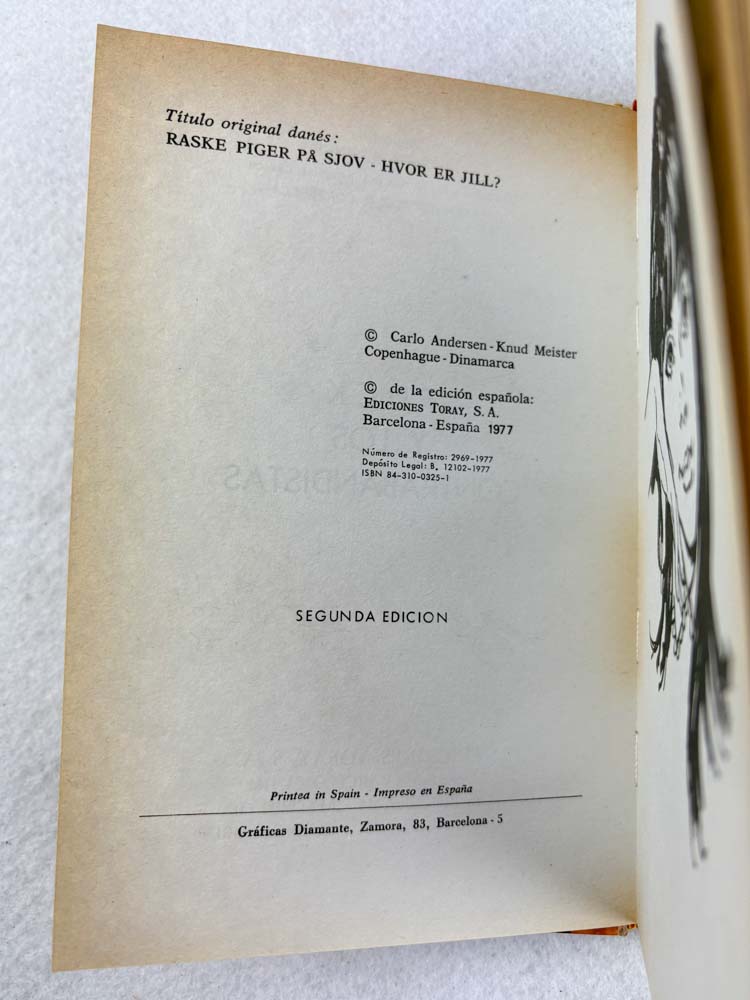 Título original danés:
RASKE PIGER PÅ SJOV - HVOR ER JILL?
© Carlo Andersen - Knud Meister
Copenhague - Dinamarca
© de la edición española:
EDICIONES TORAY, S. A.
Barcelona - España 1977
Número de Registro: 2969-1977
Depósito Legal: B. 12102-1977
ISBN 84-310-0325-1
SEGUNDA EDICION
Printea in Spain - Impreso en España
Gráficas Diamante, Zamora, 83, Barcelona - 5